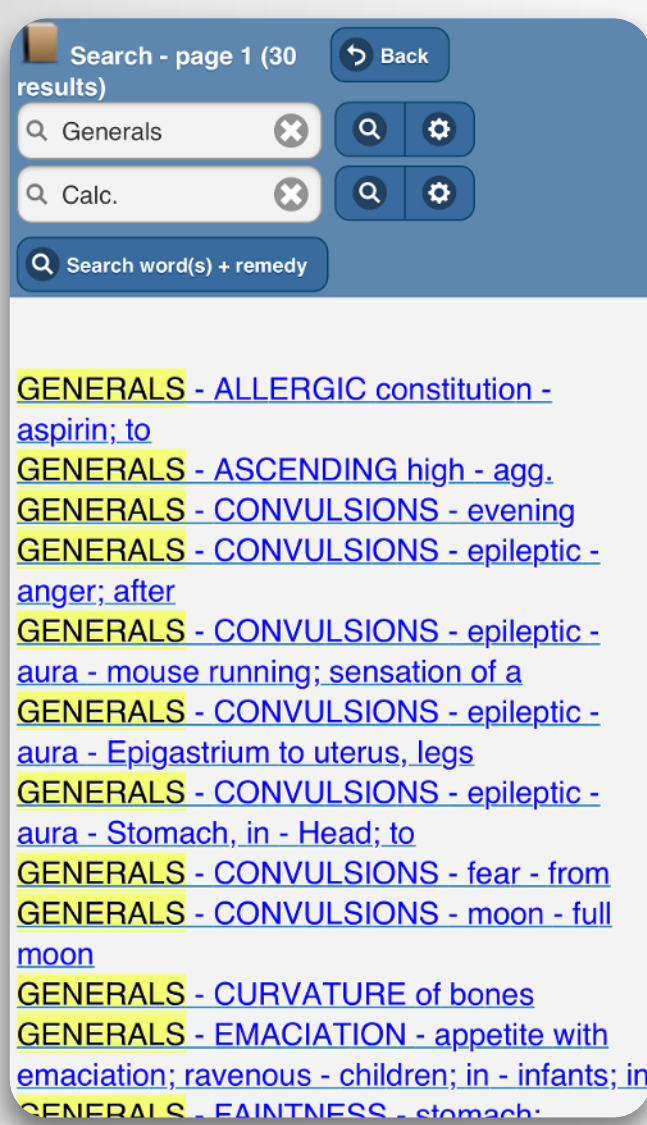 Search - page 1 (30
results)
Back
Generals
Calc.
Search word(s) + remedy
GENERALS - ALLERGIC constitution -
aspirin; to
GENERALS - ASCENDING high - agg.
GENERALS - CONVULSIONS - evening
GENERALS - CONVULSIONS - epileptic -
anger; after
GENERALS - CONVULSIONS - epileptic -
aura - mouse running; sensation of a
GENERALS - CONVULSIONS - epileptic -
aura - Epigastrium to uterus, legs
GENERALS - CONVULSIONS - epileptic -
aura - Stomach, in - Head; to
GENERALS - CONVULSIONS - fear - from
GENERALS - CONVULSIONS - moon - full
moon
GENERALS - CURVATURE of bones
GENERALS - EMACIATION - appetite with
emaciation; ravenous - children; in - infants; in
GENERALS - FAINTNESS - stomach;